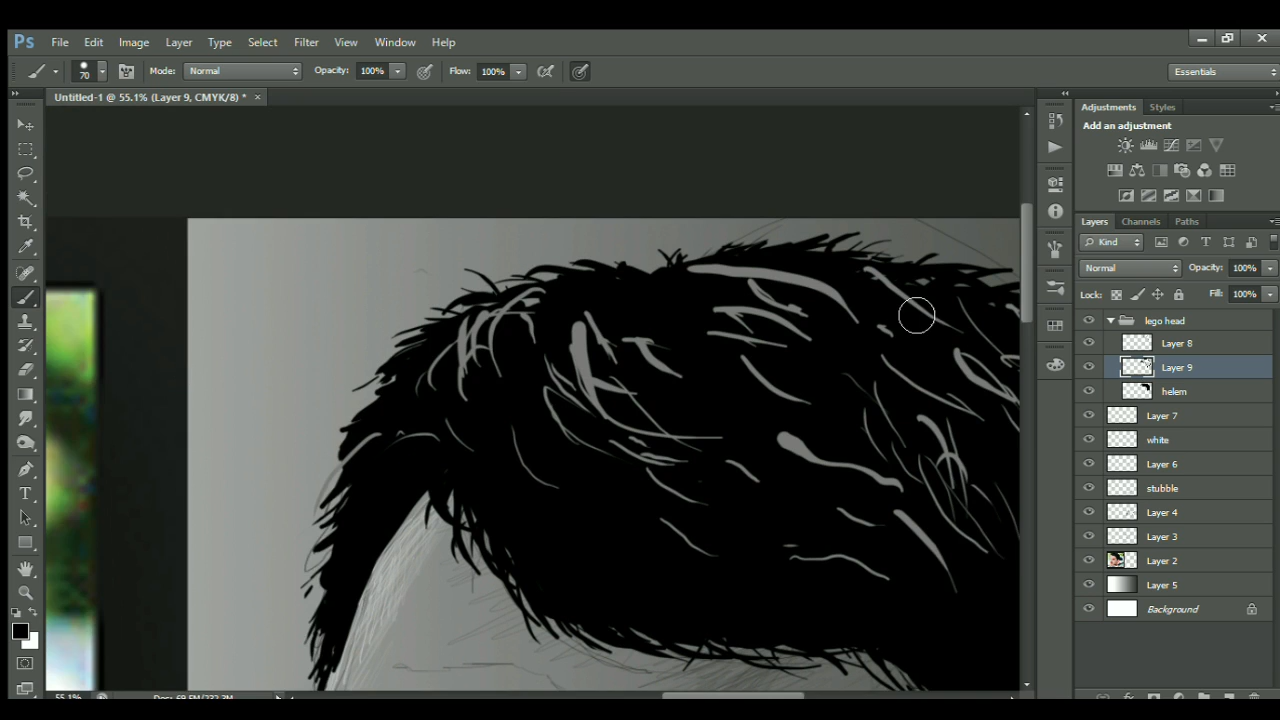 Ps File Edit Image Layer Type Select Filter View Window Help
70 Mode: Normal Opacity: 100% Flow: 100% Essentials
Untitled-1 @ 55.1% (Layer 9, CMYK/8) * ×
Adjustments Styles
Add an adjustment
Layers Channels Paths
Kind
Normal Opacity: 100%
Lock: Fill: 100%
lego head
Layer 8
Layer 9
helem
Layer 7
white
Layer 6
stubble
Layer 4
Layer 3
Layer 2
Layer 5
Background
55.1%